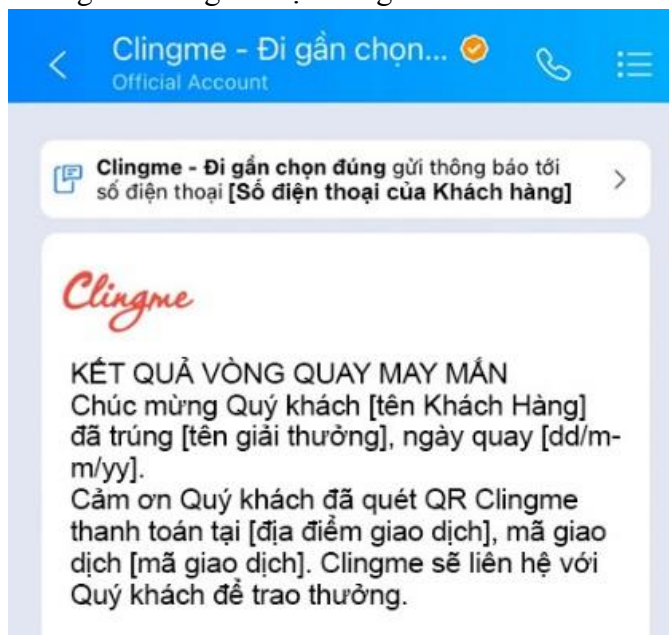 Clingme - Đi gần chọn...
Official Account
Clingme - Đi gần chọn đúng gửi thông báo tới
số điện thoại [Số điện thoại của Khách hàng]
Clingme
KẾT QUẢ VÒNG QUAY MAY MẮN
Chúc mừng Quý khách [tên Khách Hàng]
đã trúng [tên giải thưởng], ngày quay [dd/m-
m/yy].
Cảm ơn Quý khách đã quét QR Clingme
thanh toán tại [địa điểm giao dịch], mã giao
dịch [mã giao dịch]. Clingme sẽ liên hệ với
Quý khách để trao thưởng.